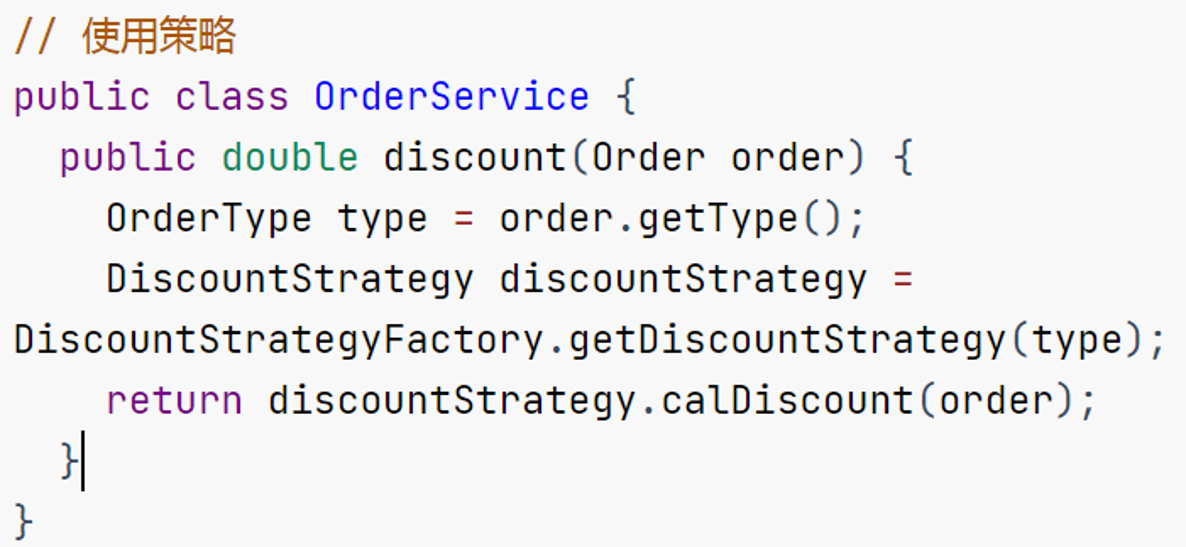 // 使用策略
public class OrderService {
  public double discount(Order order) {
    OrderType type = order.getType();
    DiscountStrategy discountStrategy =
DiscountStrategyFactory.getDiscountStrategy(type);
    return discountStrategy.calDiscount(order);
  }
}